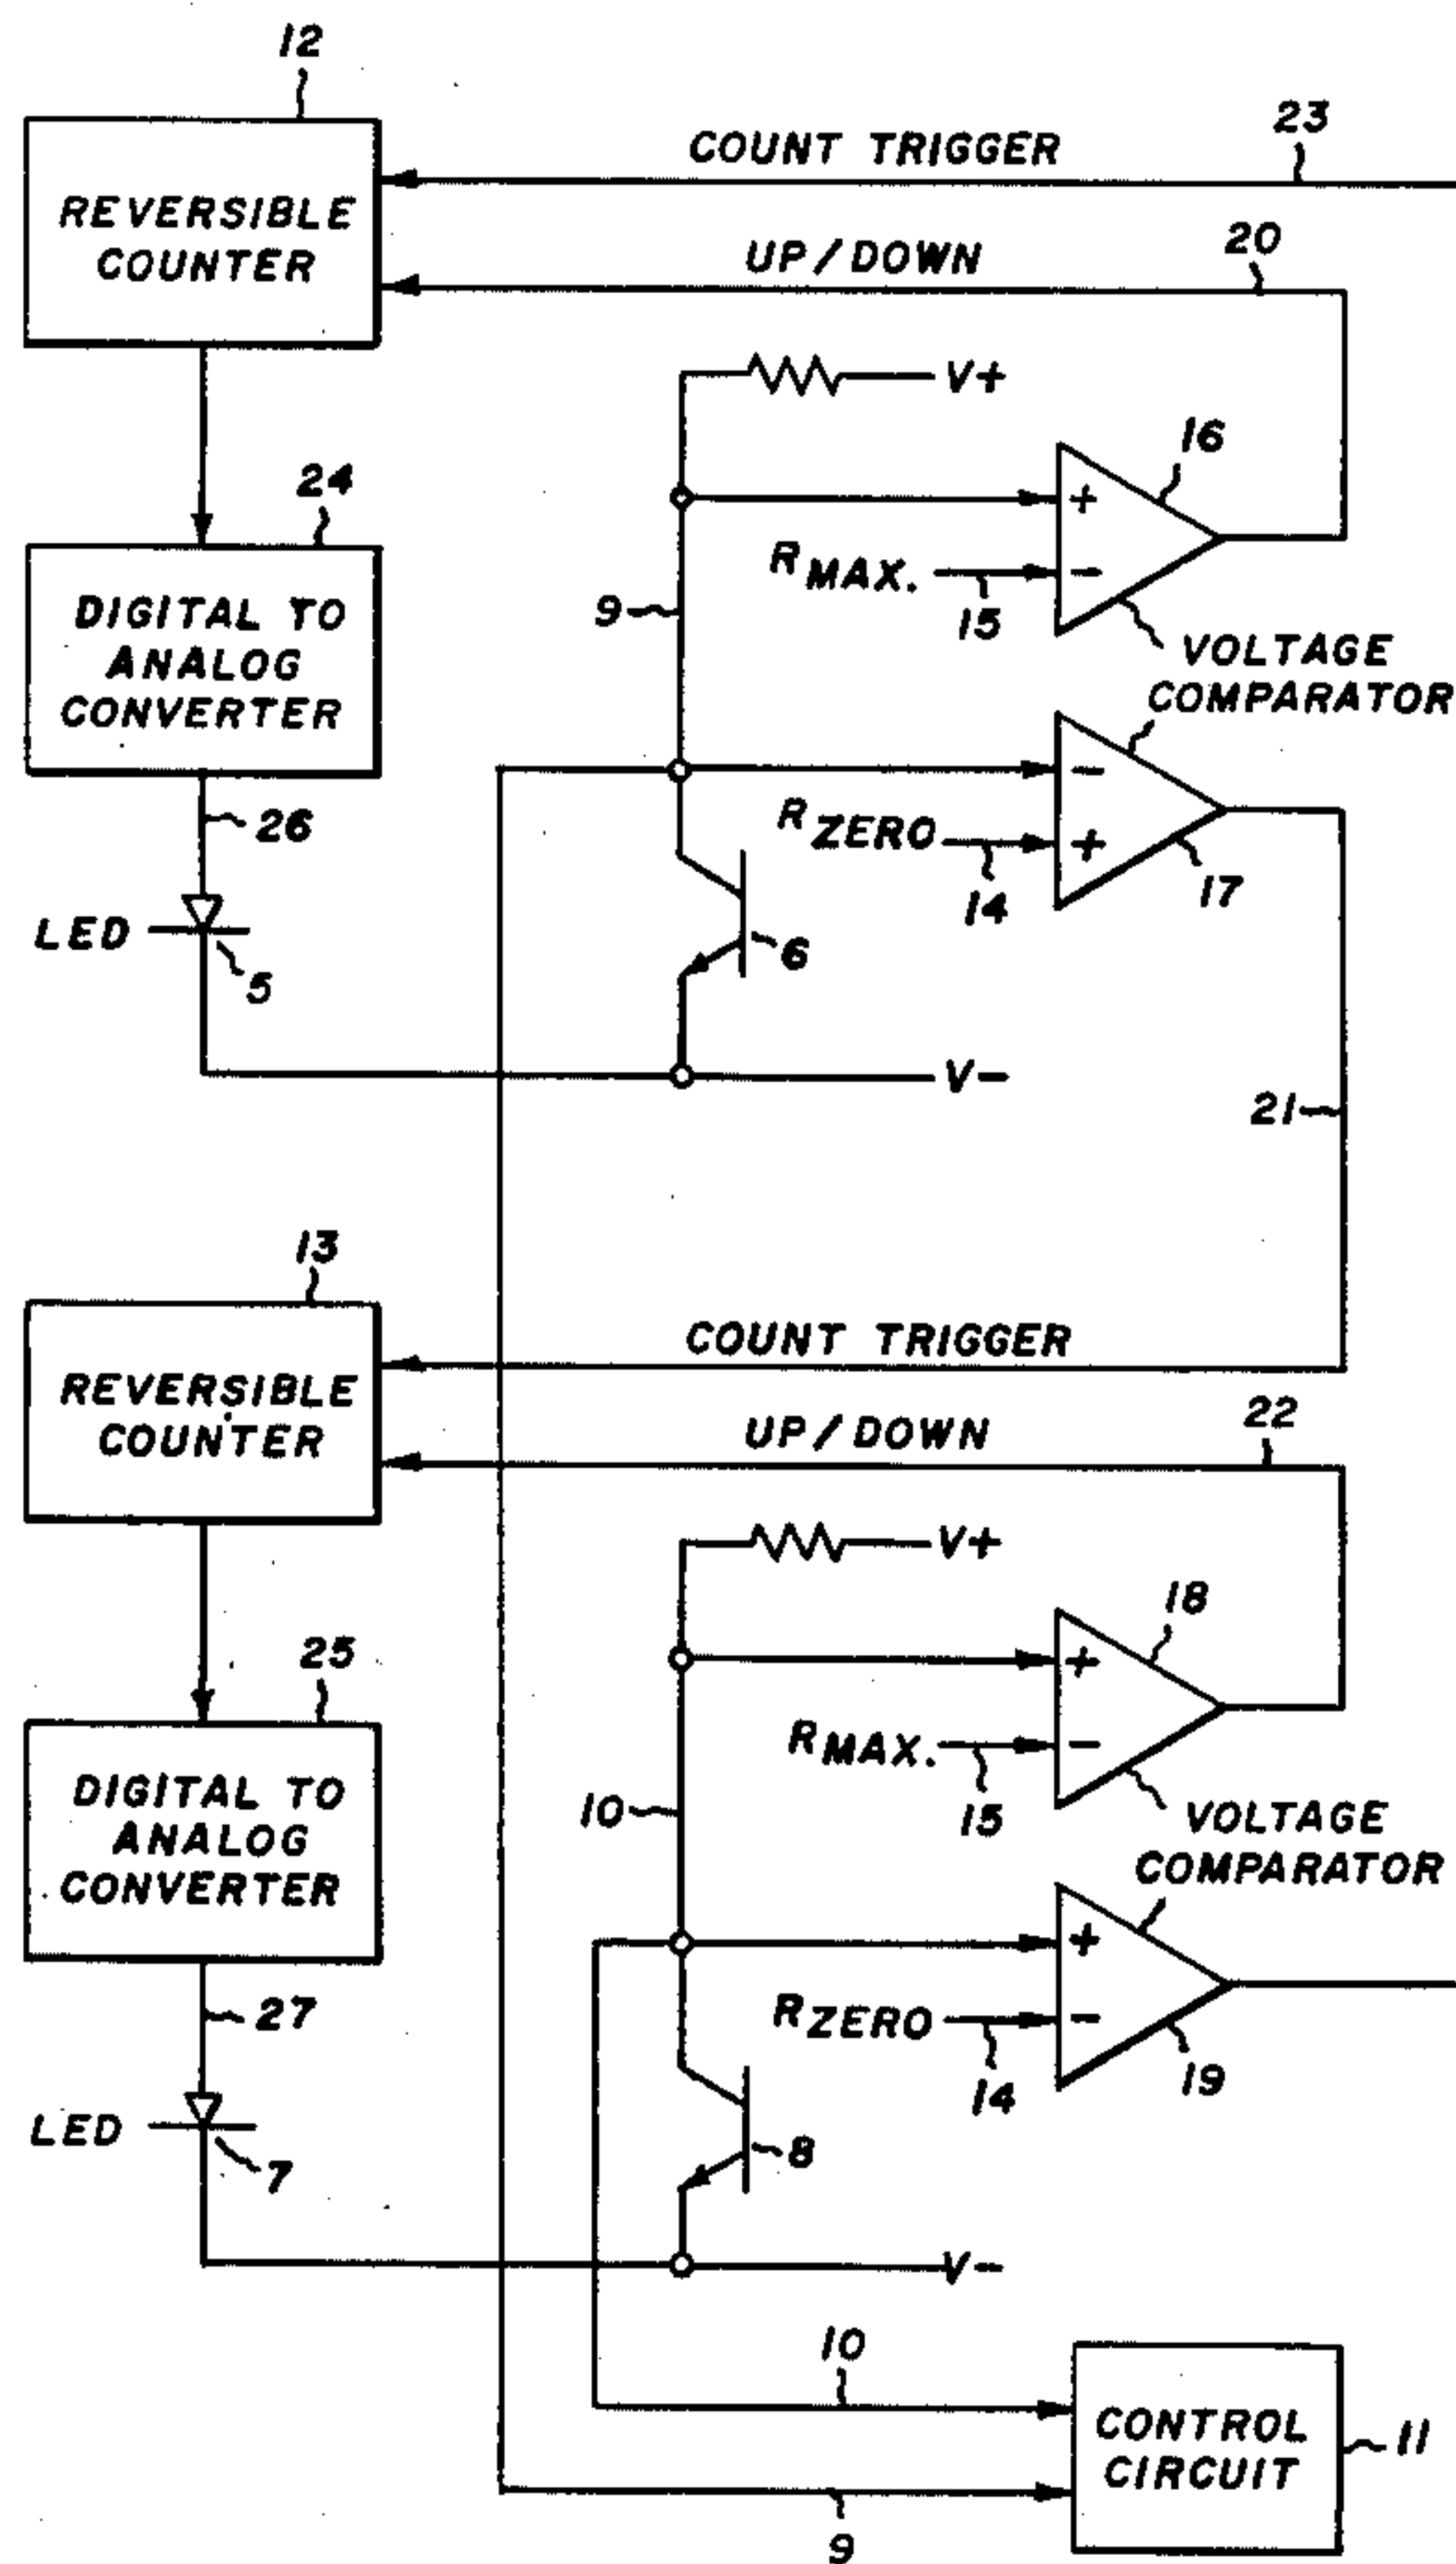 12
COUNT TRIGGER
23
REVERSIBLE
COUNTER
UP/DOWN
20
V+
16
24
R MAX.
15
9
DIGITAL TO
ANALOG
CONVERTER
VOLTAGE
COMPARATOR
26
R ZERO
14
17
LED
5
6
V-
21
13
COUNT TRIGGER
REVERSIBLE
COUNTER
UP/DOWN
22
V+
18
25
R MAX.
15
10
DIGITAL TO
ANALOG
CONVERTER
VOLTAGE
COMPARATOR
27
R ZERO
14
19
LED
7
8
V-
10
CONTROL
CIRCUIT
11
9